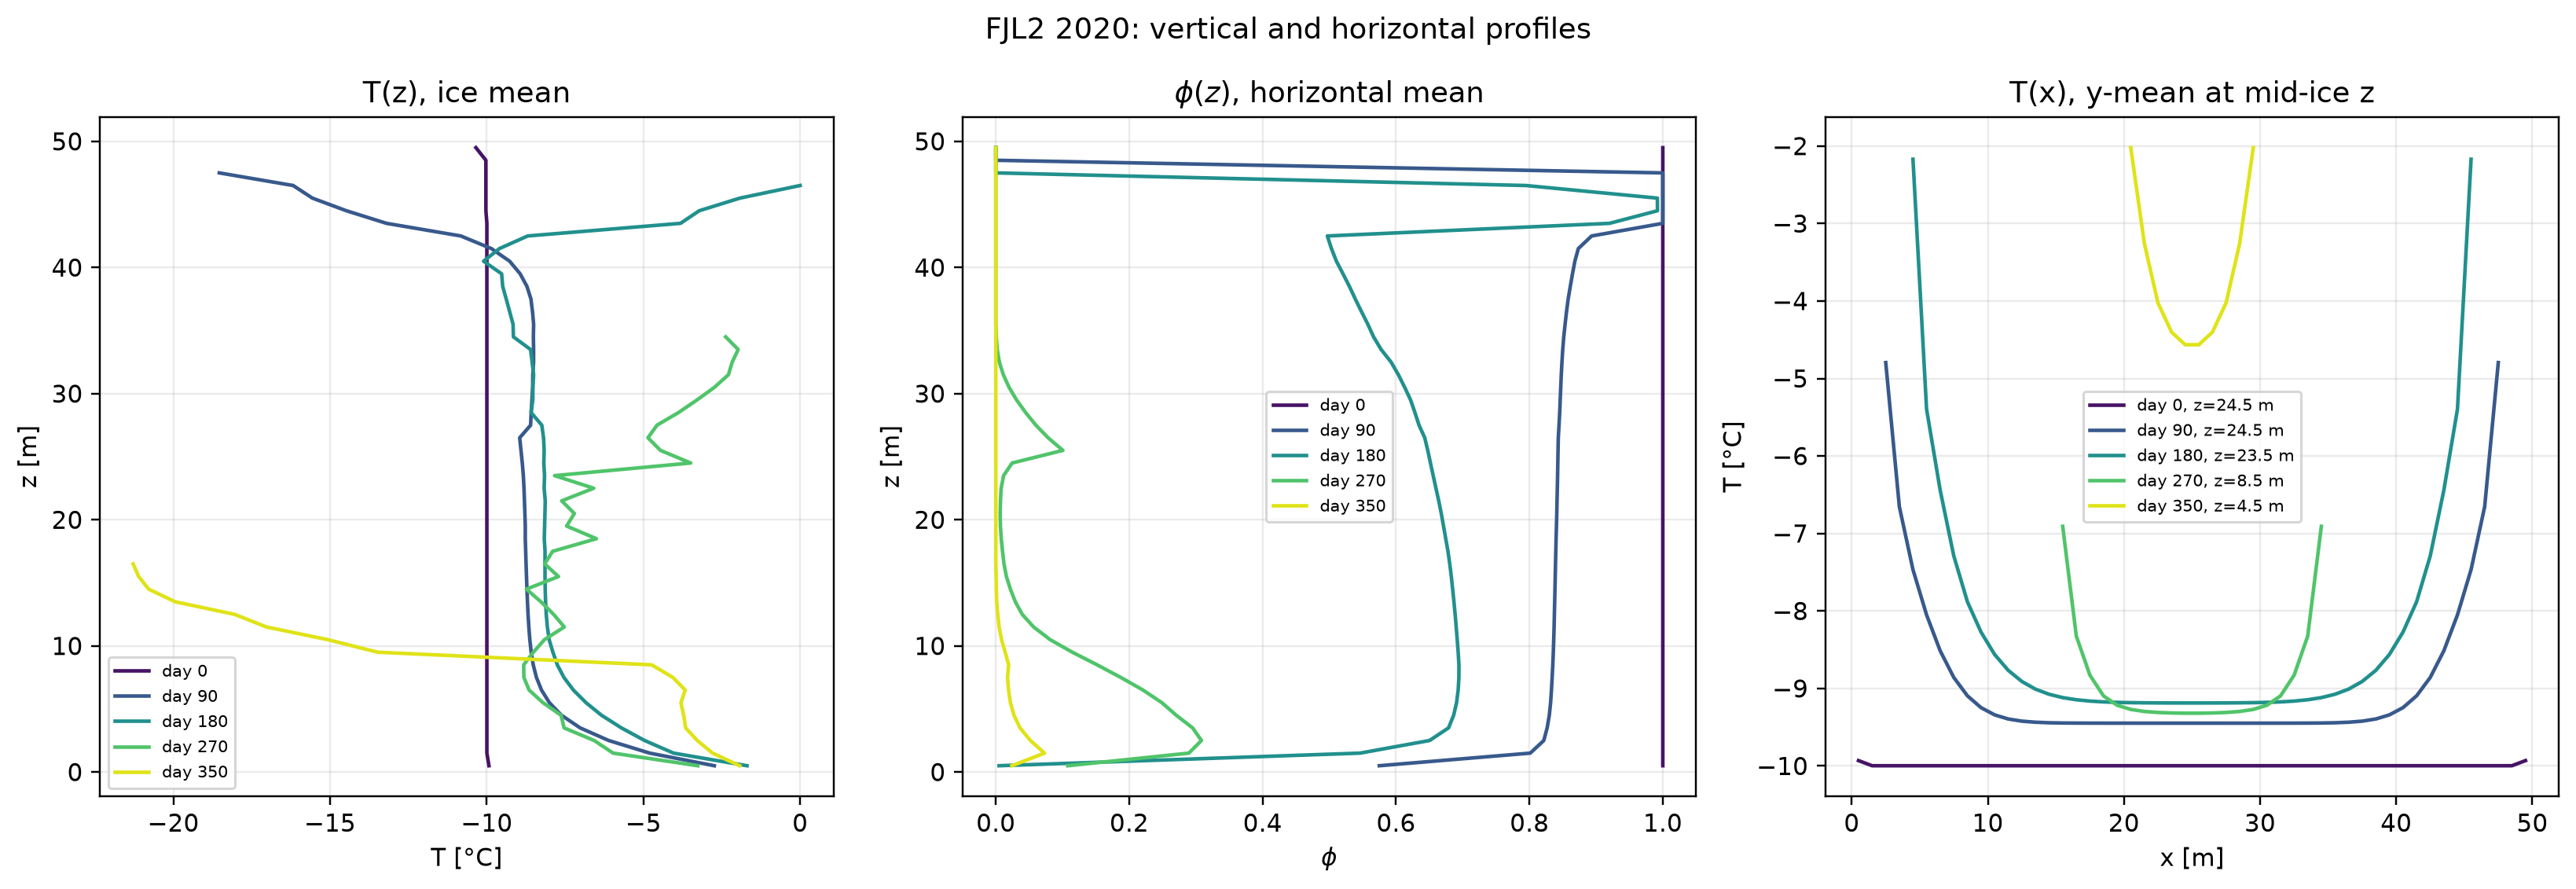 FJL2 2020: vertical and horizontal profiles
T(z), ice mean
50
40
30
20
10
0
z [m]
−20
−15
−10
−5
0
T [°C]
day 0
day 90
day 180
day 270
day 350
ϕ(z), horizontal mean
50
40
30
20
10
0
z [m]
0.0
0.2
0.4
0.6
0.8
1.0
ϕ
day 0
day 90
day 180
day 270
day 350
T(x), y-mean at mid-ice z
−2
−3
−4
−5
−6
−7
−8
−9
−10
T [°C]
0
10
20
30
40
50
x [m]
day 0, z=24.5 m
day 90, z=24.5 m
day 180, z=23.5 m
day 270, z=8.5 m
day 350, z=4.5 m